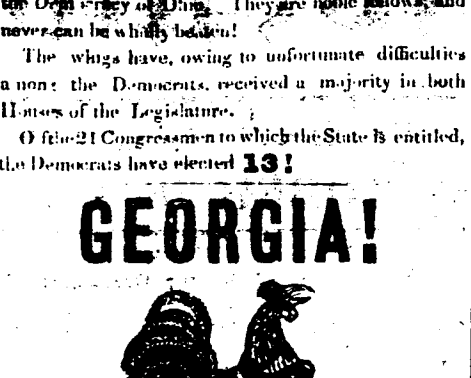 the Democracy of Ohio. They are noble fellows, and
never can be wholly beaten!
The whigs have, owing to unfortunate difficulties
among the Democrats, received a majority in both
Houses of the Legislature.
Of the 21 Congressmen to which the State is entitled,
the Democrats have elected 13!
GEORGIA!